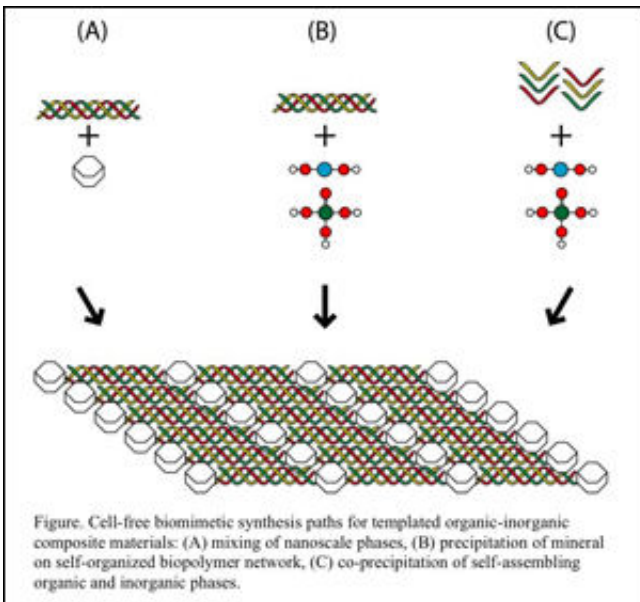 (A) (B) (C)
+ + +
Figure. Cell-free biomimetic synthesis paths for templated organic-inorganic
composite materials: (A) mixing of nanoscale phases, (B) precipitation of mineral
on self-organized biopolymer network, (C) co-precipitation of self-assembling
organic and inorganic phases.